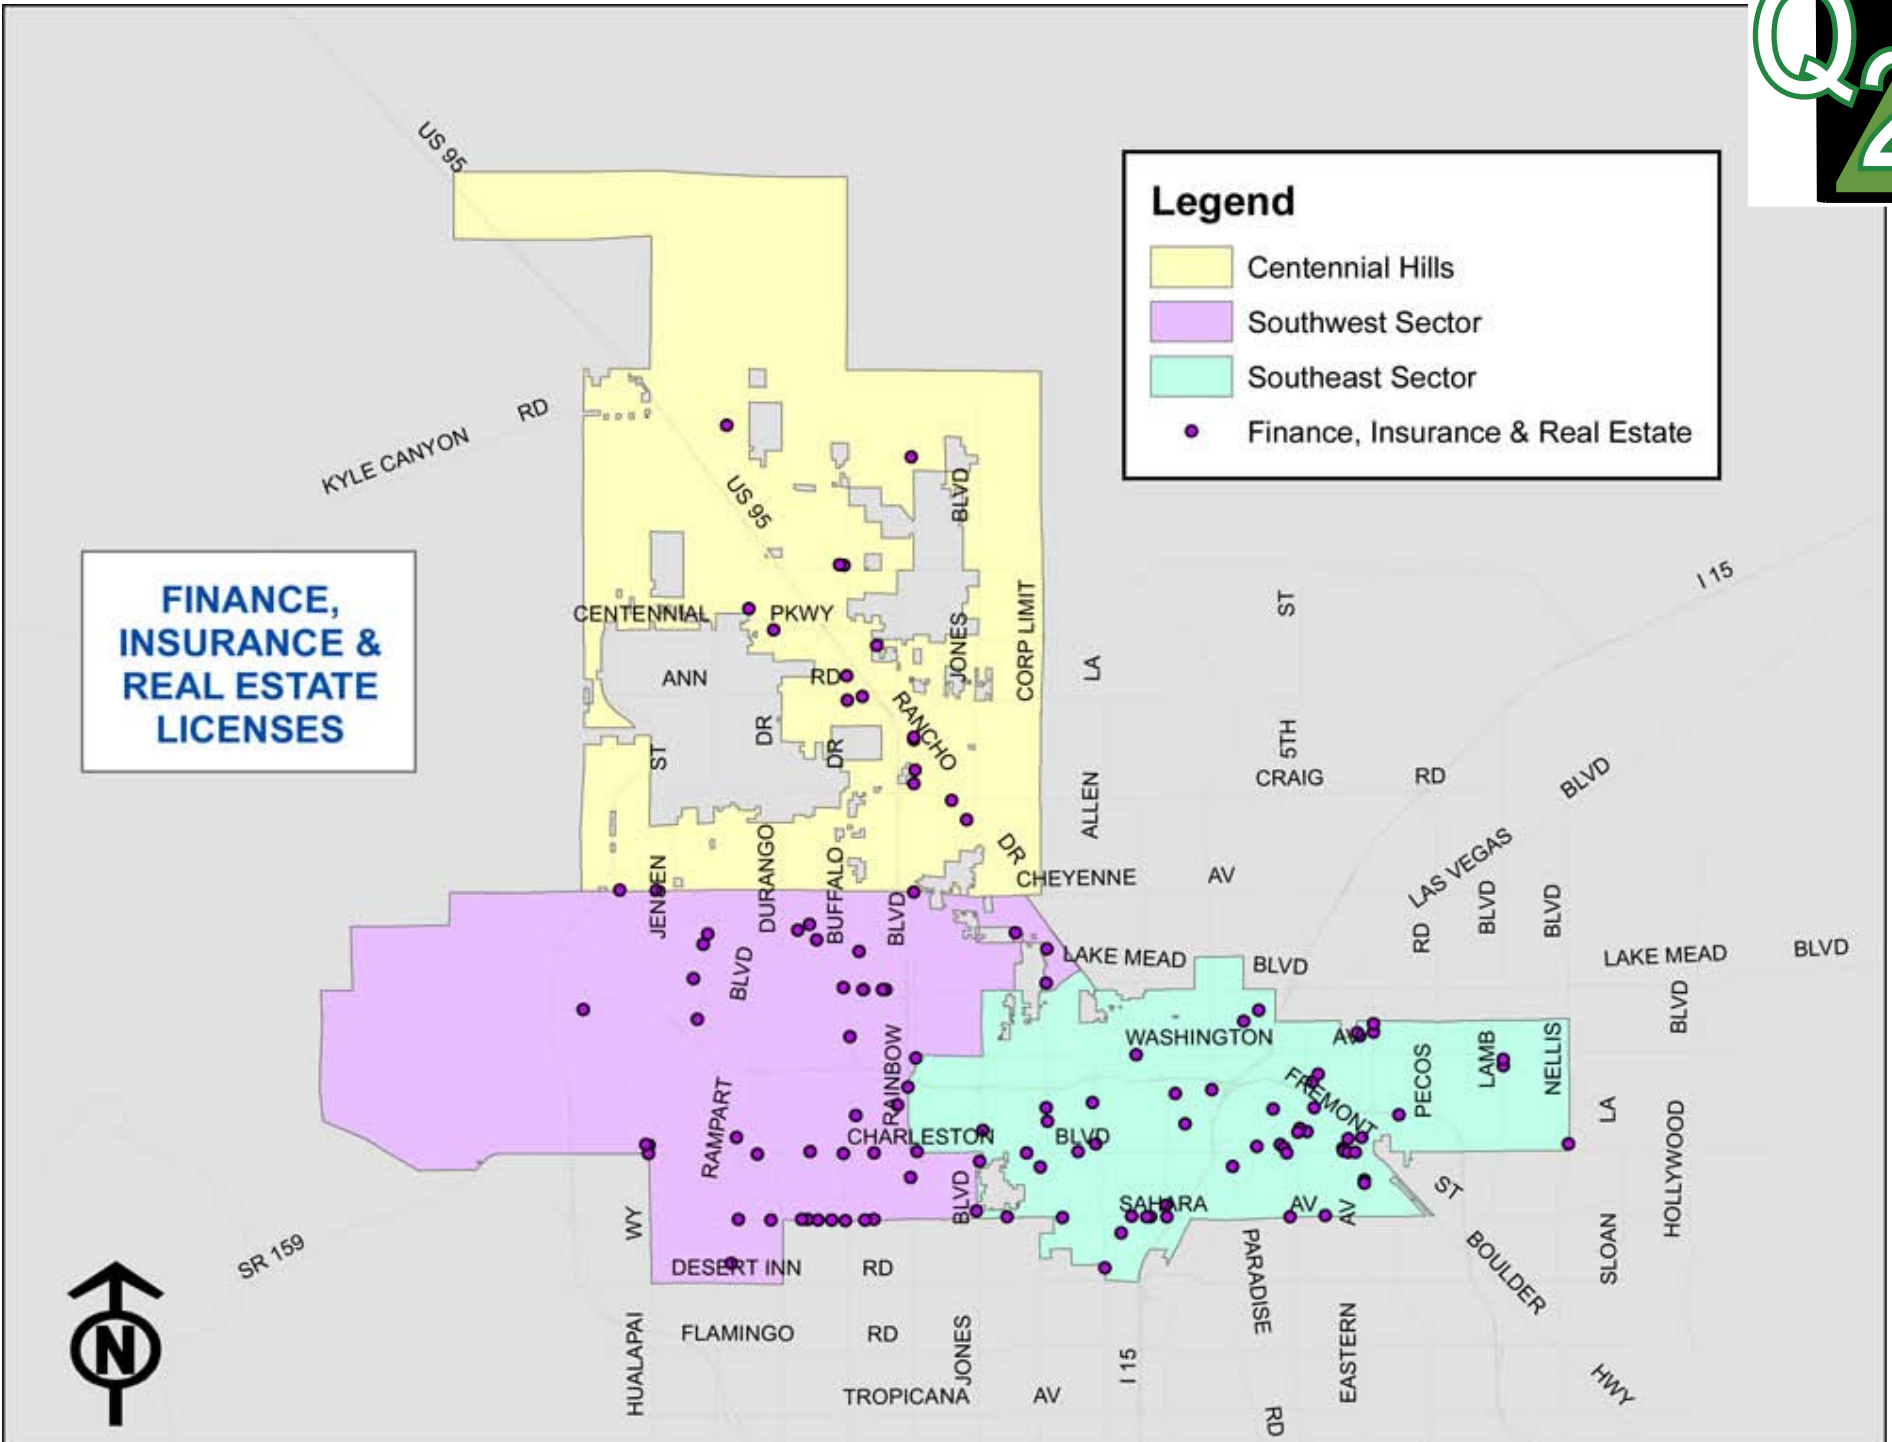 Q2
US 95
Legend
Centennial Hills
Southwest Sector
Southeast Sector
Finance, Insurance & Real Estate
KYLE CANYON RD
US 95
BLVD
FINANCE,
INSURANCE &
REAL ESTATE
LICENSES
I 15
CENTENNIAL PKWY
JONES
CORP LIMIT
ST
5TH
LA
ALLEN
ANN RD
RANCHO
DR
ST
DR
DR
CRAIG RD
BLVD
LAS VEGAS
JENSEN
DURANGO
BUFFALO
BLVD
CHEYENNE AV
RD
BLVD
BLVD
BLVD
LAKE MEAD BLVD
LAKE MEAD BLVD
BLVD
WASHINGTON AV
RAINBOW
FREMONT
PECOS
LAMB
NELLIS
RAMPART
CHARLESTON BLVD
LA
HOLLYWOOD
BLVD
SAHARA AV
AV
ST
WY
SR 159
DESERT INN RD
PARADISE
BOULDER
SLOAN
N
HUALAPAI
FLAMINGO RD
JONES
I 15
EASTERN
HWY
TROPICANA AV
RD